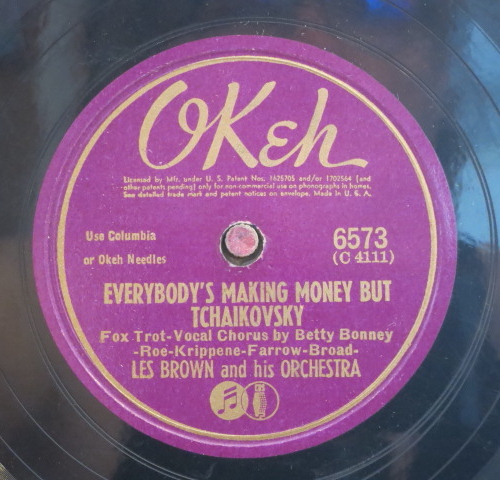 OKeh
Licensed by Mfr. under U. S. Patent Nos. 1625705 and/or 1702564 (and
other patents pending) only for non-commercial use on phonographs in homes.
See detailed trade mark and patent notices on envelope. Made in U. S. A.
Use Columbia
or Okeh Needles
6573
(C 4111)
EVERYBODY'S MAKING MONEY BUT
TCHAIKOVSKY
Fox Trot-Vocal Chorus by Betty Bonney
-Roe-Krippene-Farrow-Broad-
LES BROWN and his ORCHESTRA
CBS